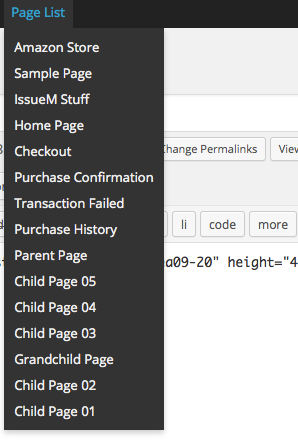 Page List
Amazon Store
Sample Page
IssueM Stuff
Home Page
Checkout
Change Permalinks
Purchase Confirmation
Transaction Failed
Purchase History
li
code
more
Parent Page
a09-20" height="4
Child Page 05
Child Page 04
Child Page 03
Grandchild Page
Child Page 02
Child Page 01